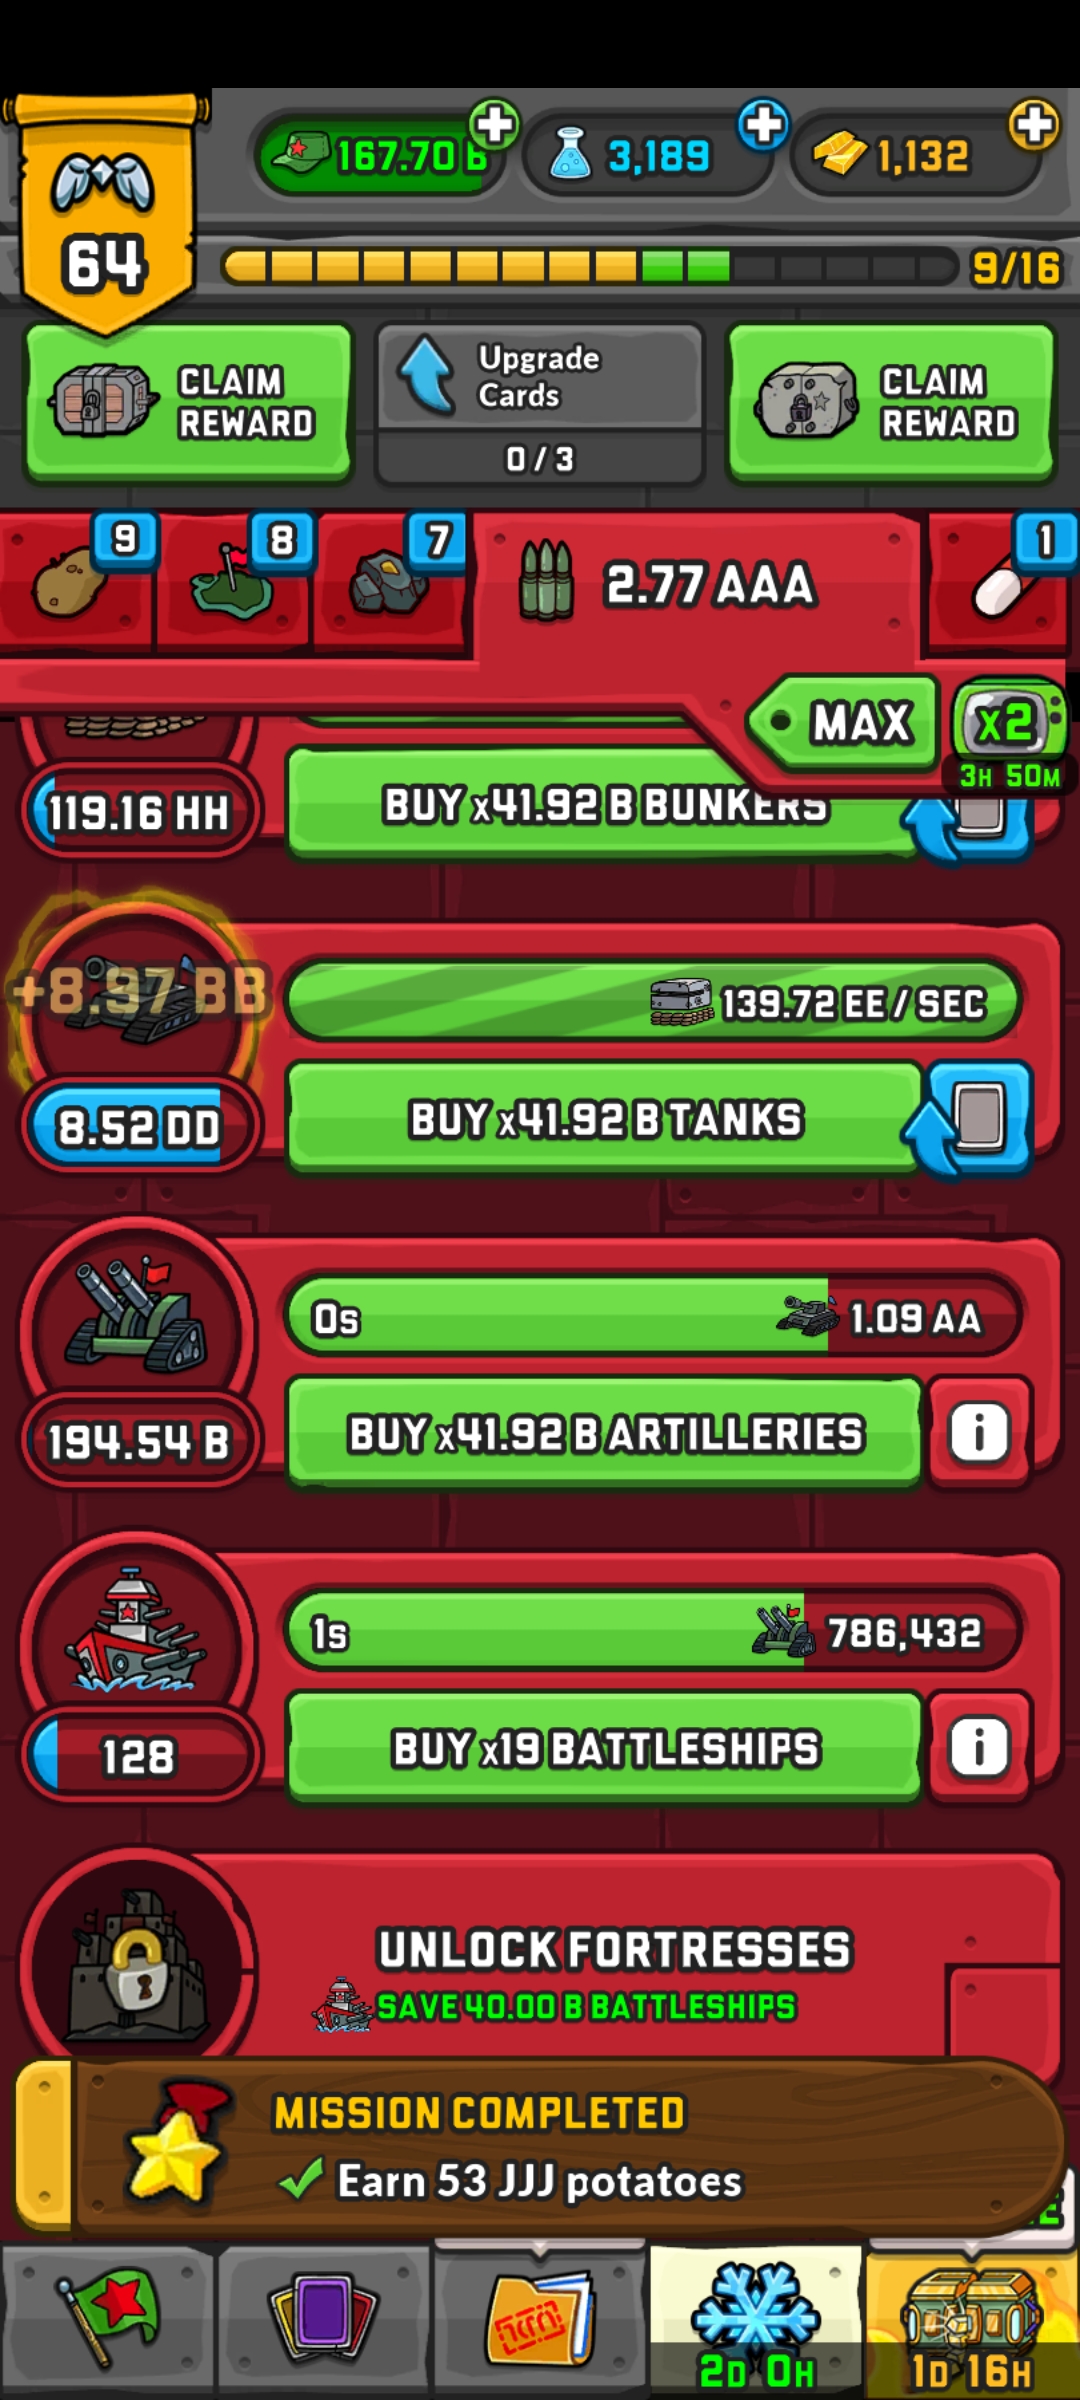 167.70 B
3,189
1,132
64
9/16
CLAIM
REWARD
Upgrade
Cards
0 / 3
CLAIM
REWARD
9
8
7
2.77 AAA
1
MAX
x2
3H 50M
119.16 HH
BUY x41.92 B BUNKERS
+8.97 BB
139.72 EE / SEC
8.52 DD
BUY x41.92 B TANKS
0s
1.09 AA
194.54 B
BUY x41.92 B ARTILLERIES
i
1s
786,432
128
BUY x19 BATTLESHIPS
i
UNLOCK FORTRESSES
SAVE 40.00 B BATTLESHIPS
MISSION COMPLETED
Earn 53 JJJ potatoes
2D 0H
1D 16H